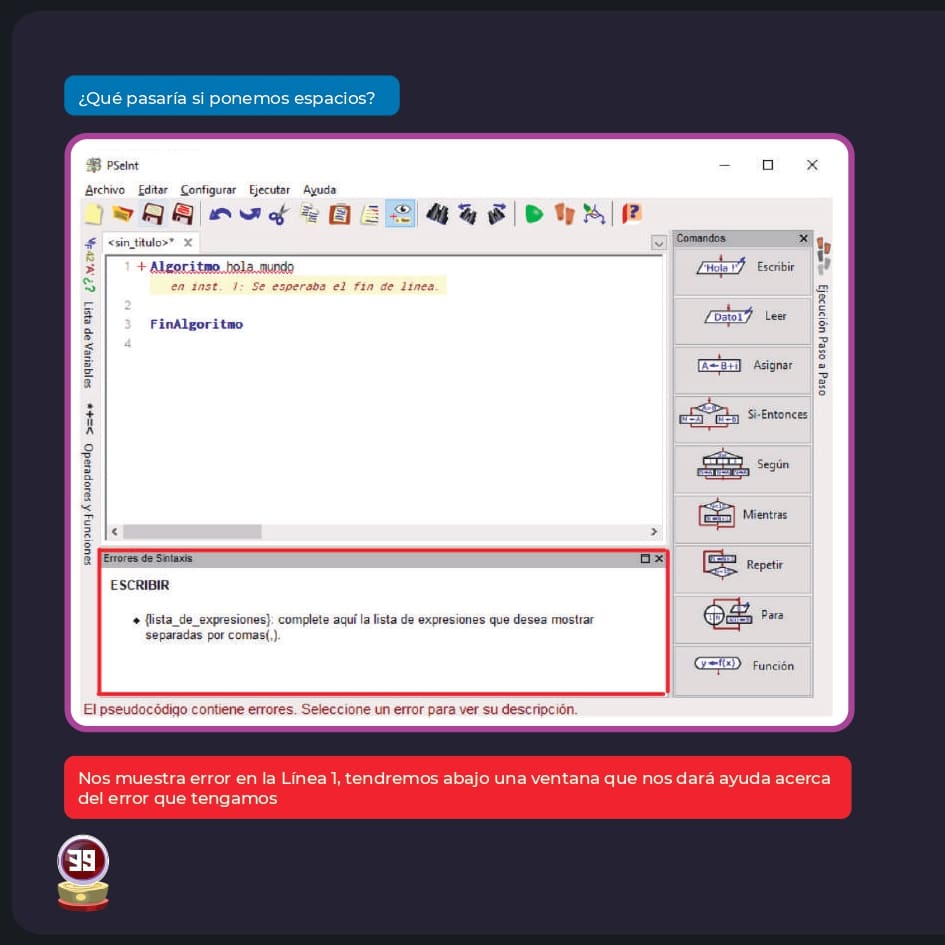 ¿Qué pasaría si ponemos espacios?
PSeInt
Archivo Editar Configurar Ejecutar Ayuda
<sin_titulo>*
1 Algoritmo hola mundo
en inst. 1: Se esperaba el fin de linea.
2
3 FinAlgoritmo
4
*+=<
Lista de Variables
Operadores y Funciones
Comandos
'Hola !' Escribir
Dato1 Leer
A←B+i Asignar
Si-Entonces
Según
Mientras
Repetir
Para
y←f(x) Función
Ejecución Paso a Paso
Errores de Sintaxis
ESCRIBIR
{lista_de_expresiones}: complete aquí la lista de expresiones que desea mostrar
separadas por comas(,).
El pseudocódigo contiene errores. Seleccione un error para ver su descripción.
Nos muestra error en la Línea 1, tendremos abajo una ventana que nos dará ayuda acerca
del error que tengamos
39